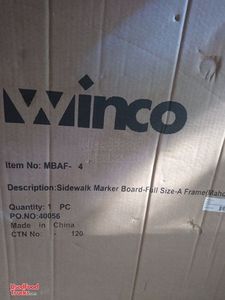 Winco
Item No: MBAF- 4
Description:Sidewalk Marker Board-Full Size-A Frame(Maho
Quantity: 1 PC
PO.NO:40056
Made in China
CTN No - 120